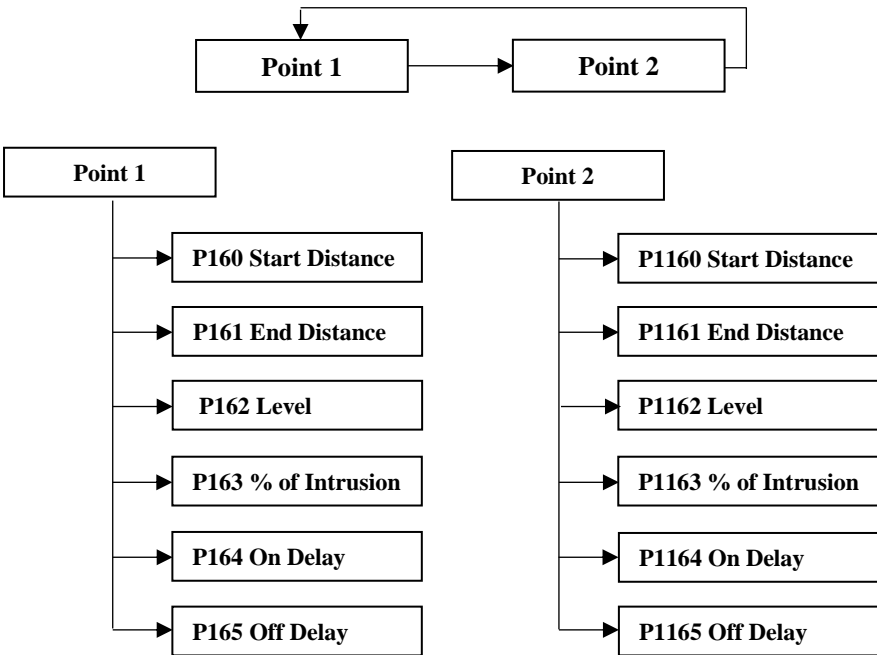 Point 1
Point 2
Point 1
P160 Start Distance
P161 End Distance
P162 Level
P163 % of Intrusion
P164 On Delay
P165 Off Delay
Point 2
P1160 Start Distance
P1161 End Distance
P1162 Level
P1163 % of Intrusion
P1164 On Delay
P1165 Off Delay